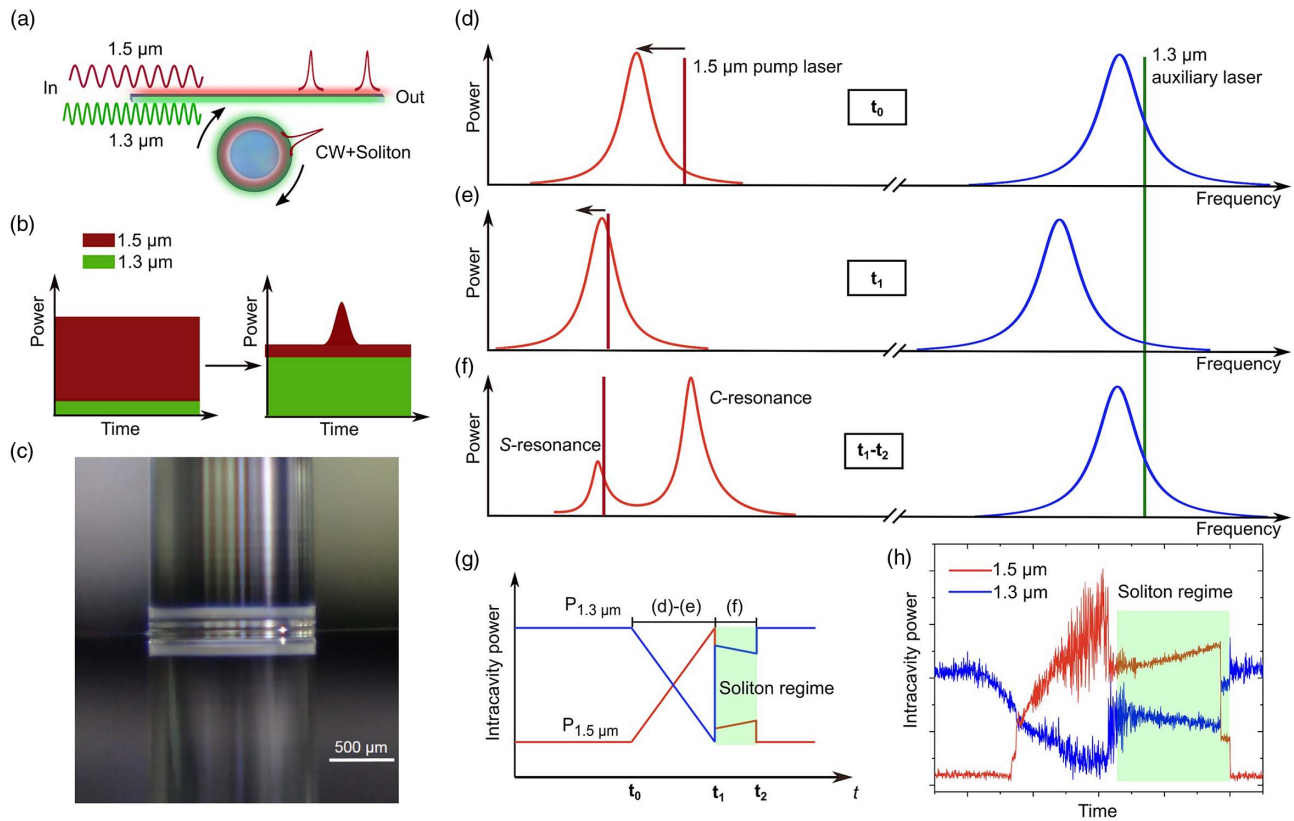 (a)
1.5 µm
In
Out
1.3 µm
CW+Soliton
(b)
1.5 µm
1.3 µm
Power
Time
Power
Time
(c)
500 µm
(d)
Power
1.5 µm pump laser
t0
1.3 µm
auxiliary laser
Frequency
(e)
Power
t1
Frequency
(f)
Power
S-resonance
C-resonance
t1-t2
Frequency
(g)
Intracavity power
P1.3 µm
(d)-(e)
(f)
Soliton regime
P1.5 µm
t0
t1
t2
t
(h)
Intracavity power
1.5 µm
1.3 µm
Soliton regime
Time